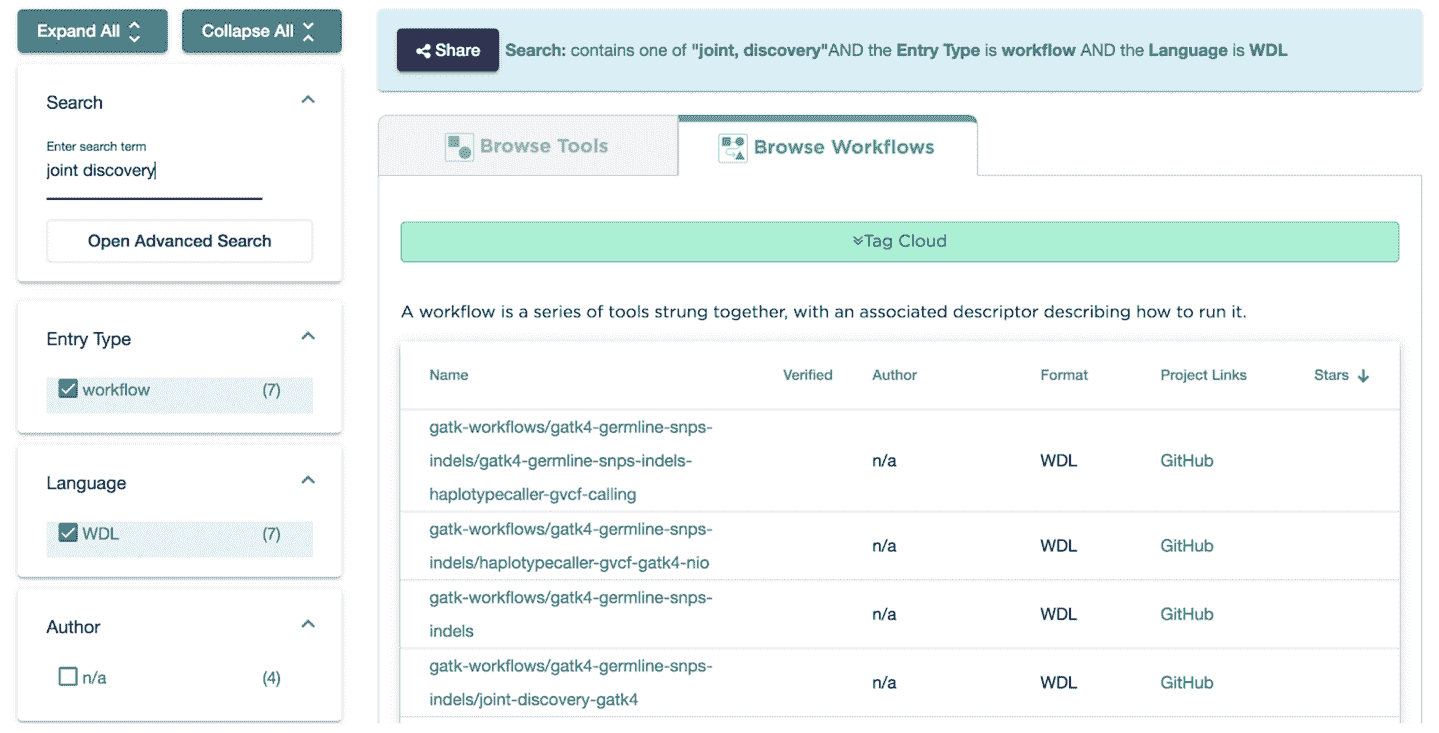 Expand All
Collapse All
Search
Enter search term
joint discovery
Open Advanced Search
Entry Type
workflow (7)
Language
WDL (7)
Author
n/a (4)
Share Search: contains one of "joint, discovery"AND the Entry Type is workflow AND the Language is WDL
Browse Tools
Browse Workflows
Tag Cloud
A workflow is a series of tools strung together, with an associated descriptor describing how to run it.
Name Verified Author Format Project Links Stars
gatk-workflows/gatk4-germline-snps-
indels/gatk4-germline-snps-indels- n/a WDL GitHub
haplotypecaller-gvcf-calling
gatk-workflows/gatk4-germline-snps-
indels/haplotypecaller-gvcf-gatk4-nio n/a WDL GitHub
gatk-workflows/gatk4-germline-snps-
indels n/a WDL GitHub
gatk-workflows/gatk4-germline-snps-
indels/joint-discovery-gatk4 n/a WDL GitHub